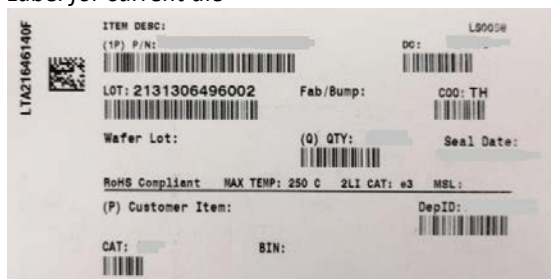 Label for current die
LTA21646140F
ITEM DESC:
(1P) P/N:
DC:
LOT: 2131306496002 Fab/Bump: COO: TH
Wafer Lot: (Q) QTY: Seal Date:
RoHS Compliant MAX TEMP: 250 C 2LI CAT: e3 MSL:
(P) Customer Item: DepID:
CAT: BIN: